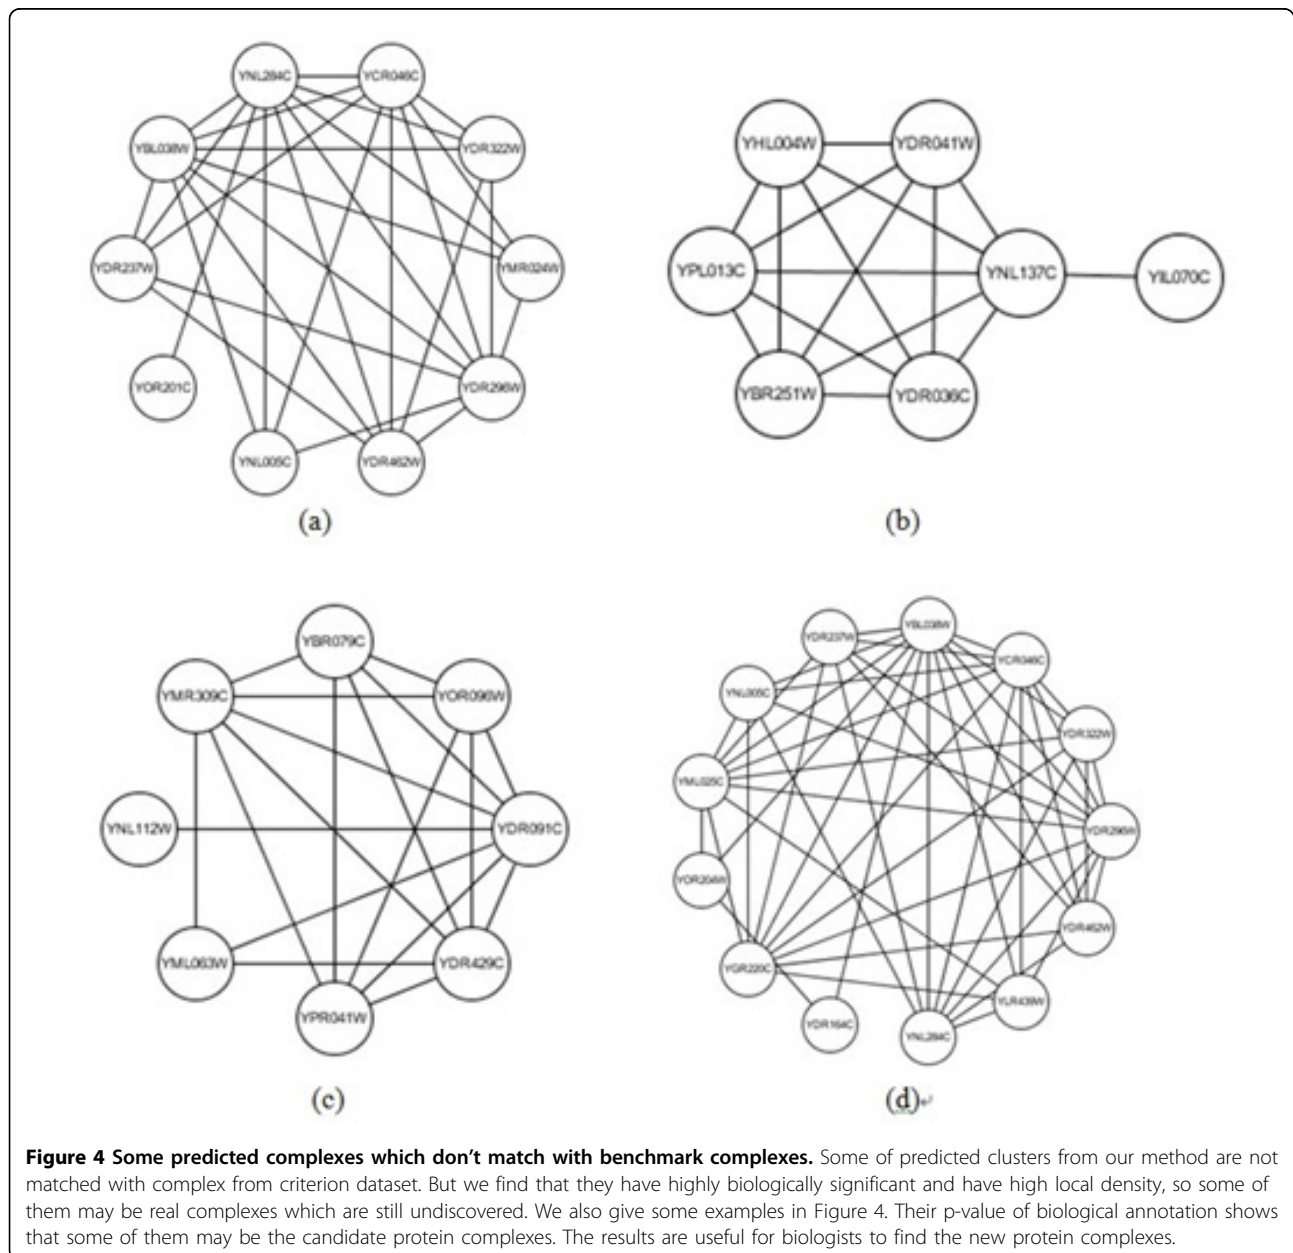 YNL284C YCR046C
YBL038W YDR322W
YDR237W YMR024W
YOR201C YDR296W
YNL005C YDR462W
(a)
YHL004W YDR041W
YPL013C YNL137C YIL070C
YBR251W YDR036C
(b)
YBR079C
YMR309C YOR096W
YNL112W YDR091C
YML063W YDR429C
YPR041W
(c)
YBL038W
YDR237W YCR046C
YNL005C YDR322W
YML025C YDR296W
YOR204W YDR462W
YGR220C YLR439W
YDR164C YNL284C
(d)↵
Figure 4 Some predicted complexes which don't match with benchmark complexes. Some of predicted clusters from our method are not
matched with complex from criterion dataset. But we find that they have highly biologically significant and have high local density, so some of
them may be real complexes which are still undiscovered. We also give some examples in Figure 4. Their p-value of biological annotation shows
that some of them may be the candidate protein complexes. The results are useful for biologists to find the new protein complexes.